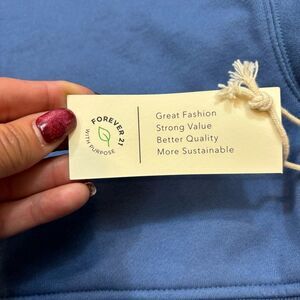 FOREVER 21
WITH PURPOSE
Great Fashion
Strong Value
Better Quality
More Sustainable